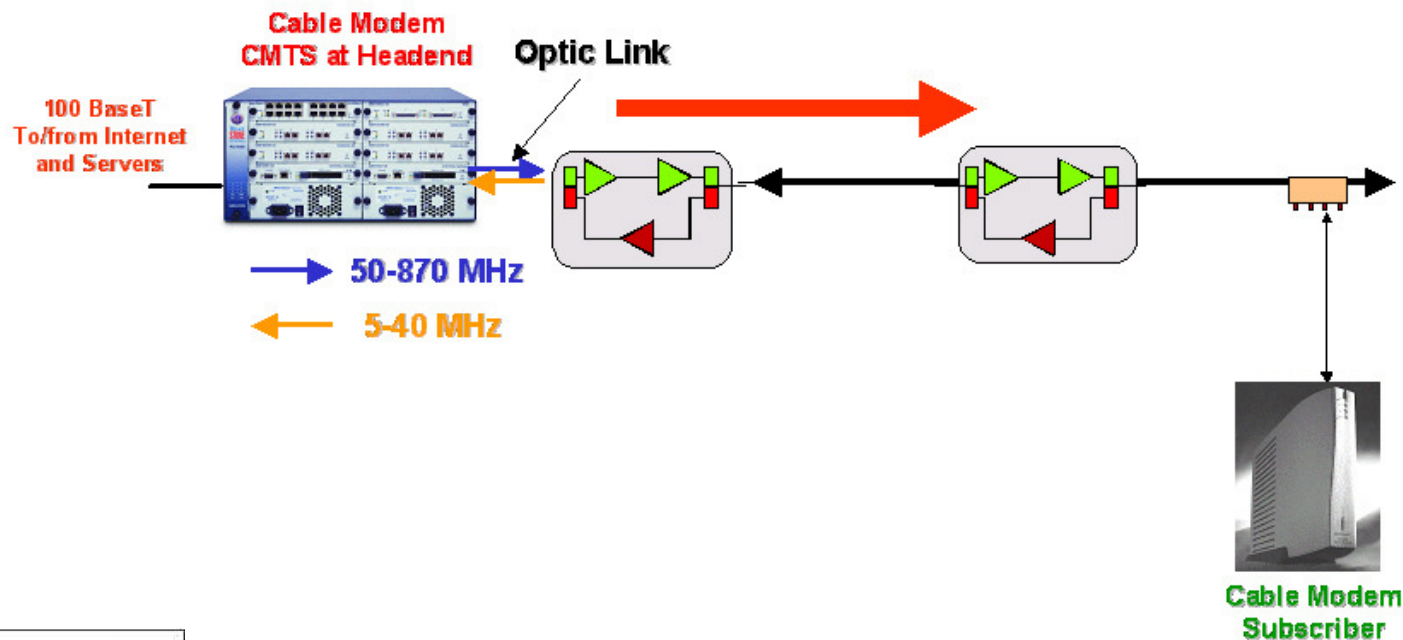 Cable Modem
CMTS at Headend
Optic Link
100 BaseT
To/from Internet
and Servers
50-870 MHz
5-40 MHz
Cable Modem
Subscriber